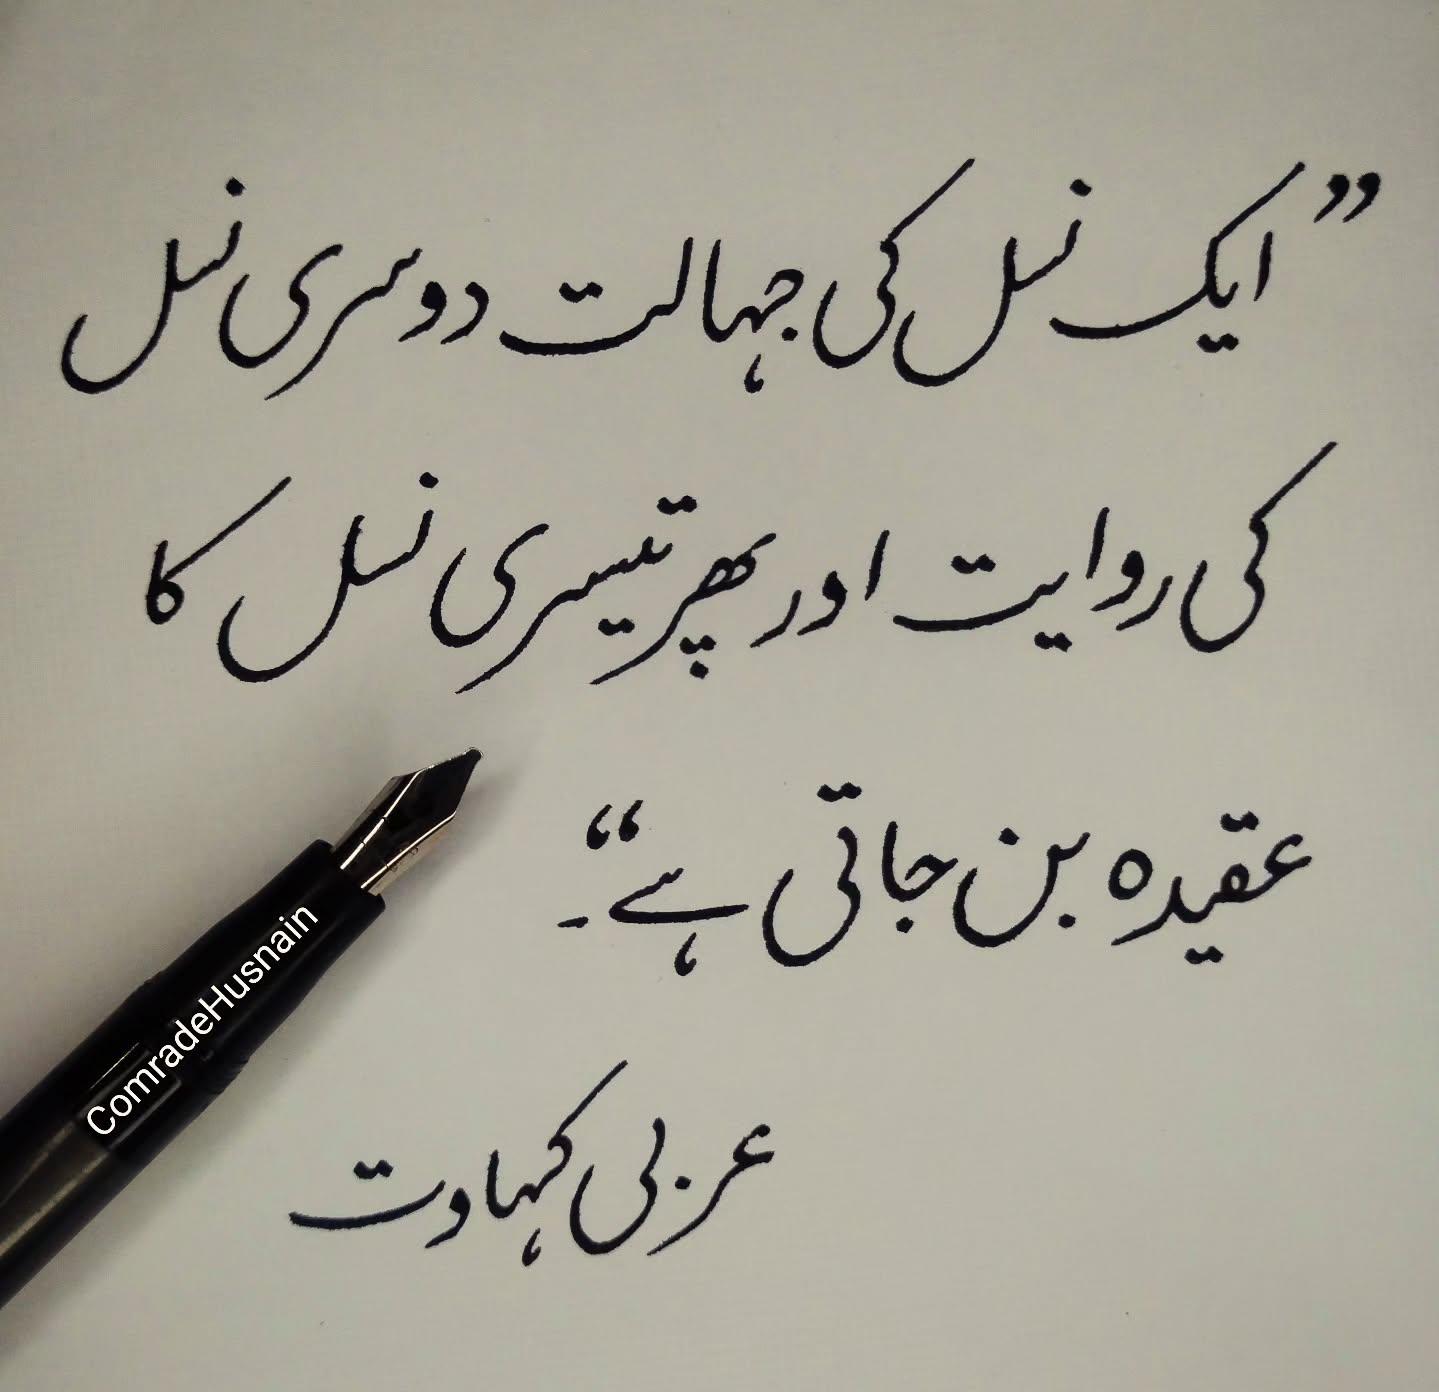 ”ایک نسل کی جہالت دوسری نسل
کی روایت اور پھر تیسری نسل کا
عقیدہ بن جاتی ہے“۔
عربی کہاوت
ComradeHusnain